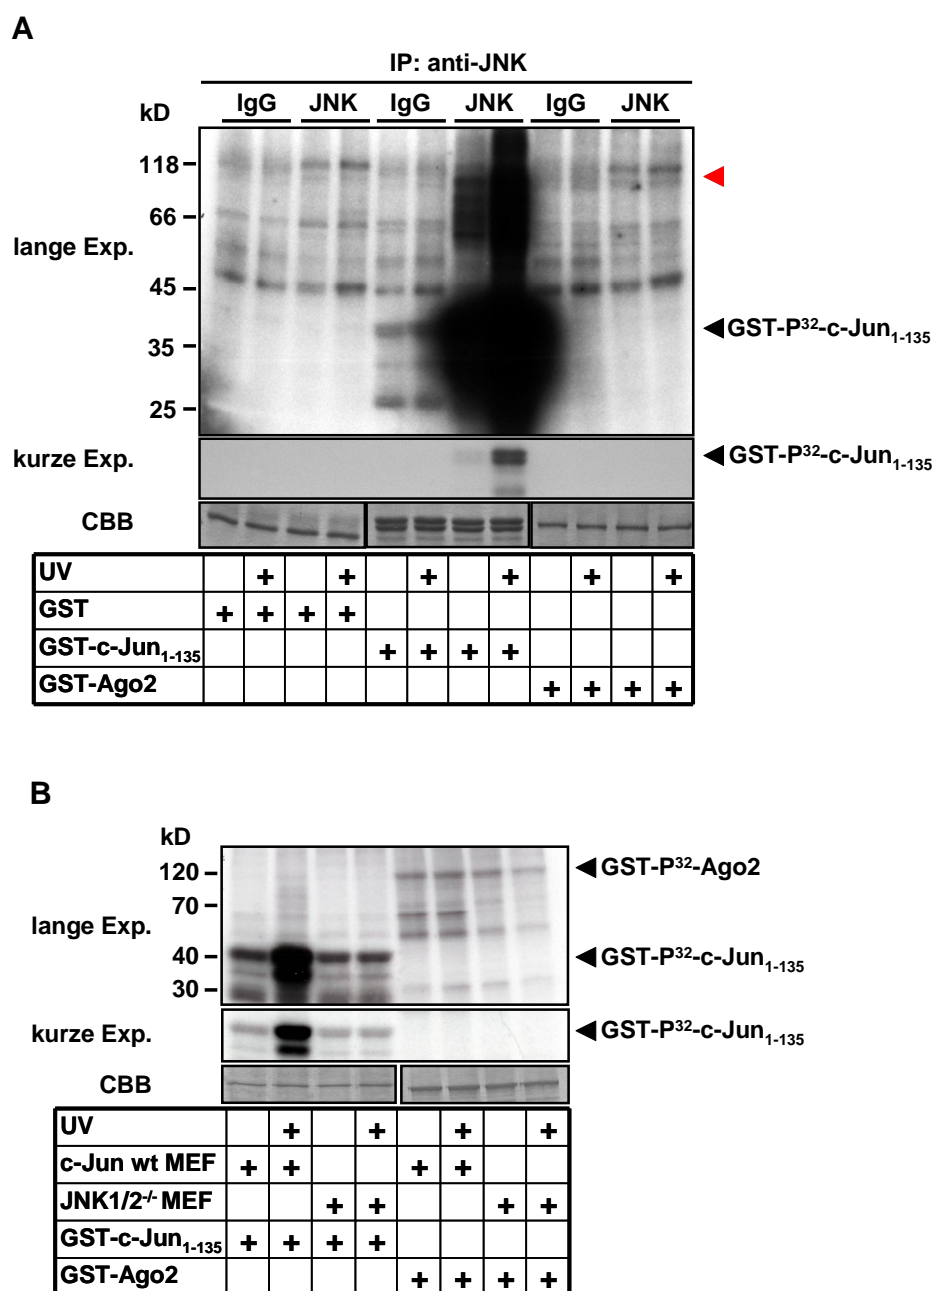 A
IP: anti-JNK
kD IgG JNK IgG JNK IgG JNK
118
66
lange Exp.
45
GST-P32-c-Jun1-135
35
25
kurze Exp. GST-P32-c-Jun1-135
CBB
UV + + + + + +
GST + + + +
GST-c-Jun1-135 + + + +
GST-Ago2 + + + +
B
kD
120 GST-P32-Ago2
70
lange Exp.
40 GST-P32-c-Jun1-135
30
kurze Exp. GST-P32-c-Jun1-135
CBB
UV + + + +
c-Jun wt MEF + + + +
JNK1/2-/- MEF + + + +
GST-c-Jun1-135 + + + +
GST-Ago2 + + + +